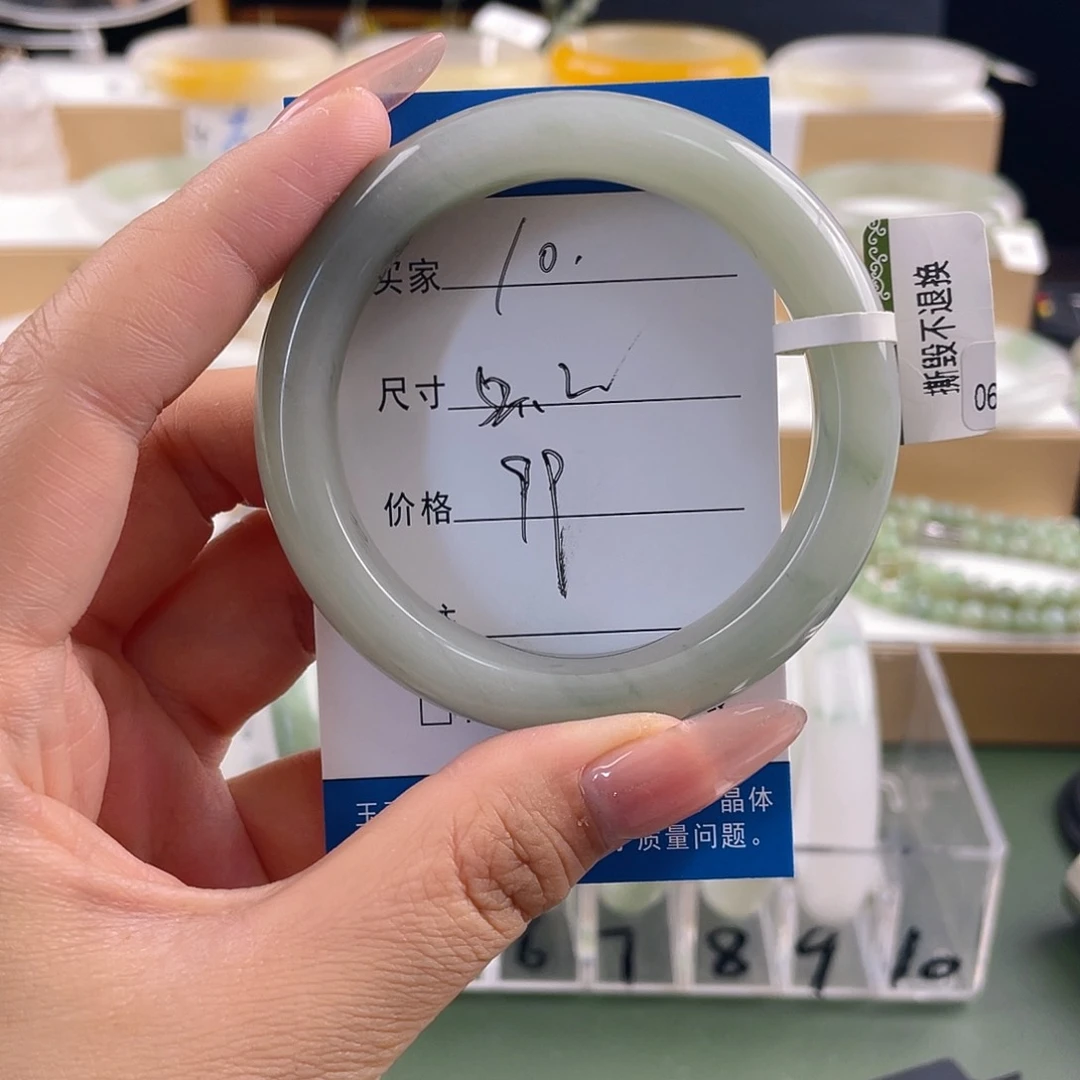 买家 10.
尺寸
价格 99
晶体
质量问题。
撕毁不退换
06
6 7 8 9 10